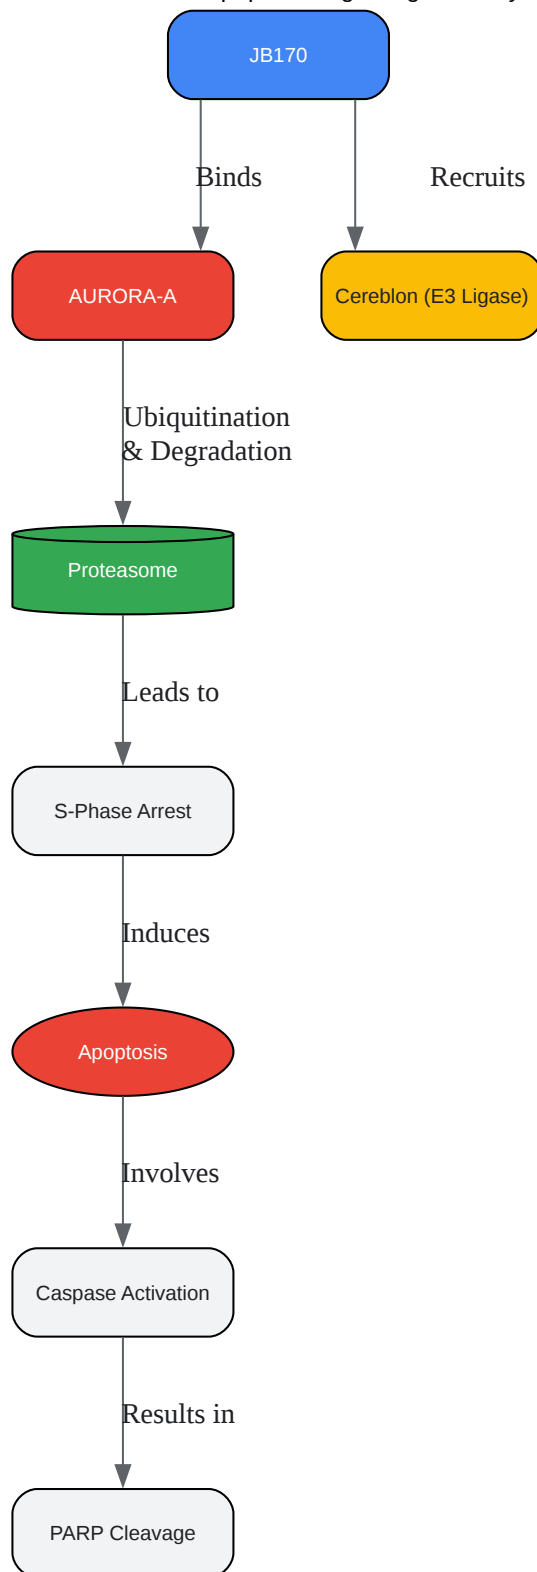 JB170
Binds
Recruits
AURORA-A
Cereblon (E3 Ligase)
Ubiquitination
& Degradation
Proteasome
Leads to
S-Phase Arrest
Induces
Apoptosis
Involves
Caspase Activation
Results in
PARP Cleavage